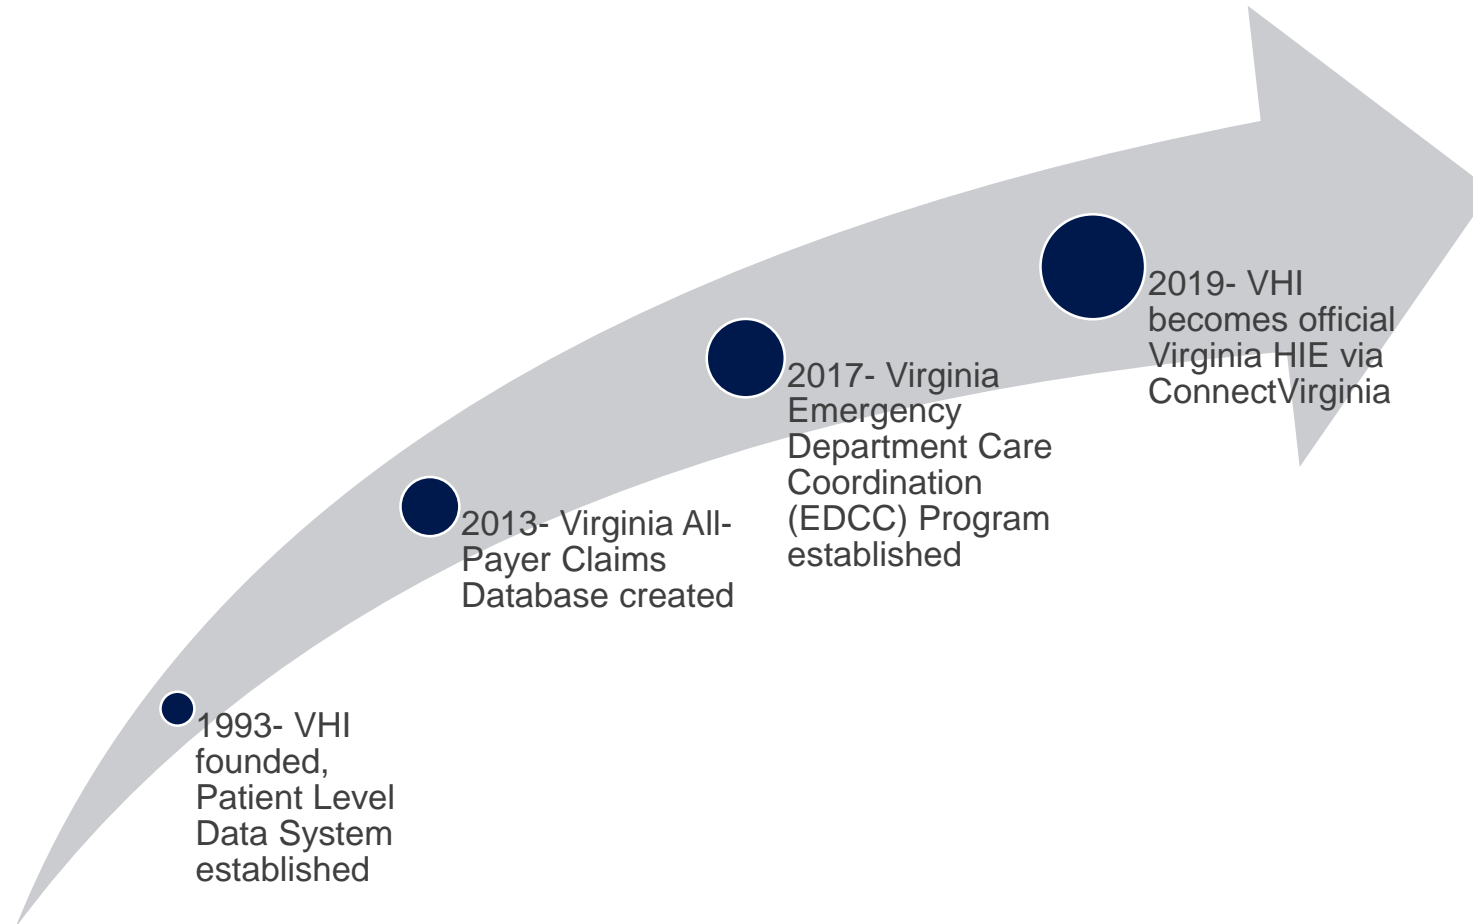 1993- VHI
founded,
Patient Level
Data System
established
2013- Virginia All-
Payer Claims
Database created
2017- Virginia
Emergency
Department Care
Coordination
(EDCC) Program
established
2019- VHI
becomes official
Virginia HIE via
ConnectVirginia